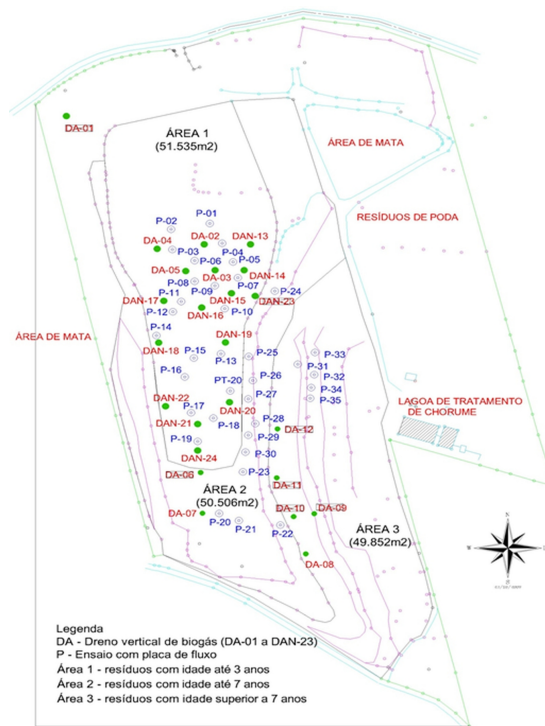 DA-01
ÁREA 1
(51.535m2)
ÁREA DE MATA
RESÍDUOS DE PODA
P-01
P-02
DA-04
DA-02
DAN-13
P-03
P-04
P-06
P-05
DA-05
DA-03
DAN-14
P-08
P-09
P-07
P-24
DAN-17
P-11
DAN-15
DAN-23
P-12
DAN-16
P-10
P-14
ÁREA DE MATA
DAN-18
DAN-19
P-15
P-13
P-25
P-33
P-31
P-16
P-26
P-32
PT-20
P-34
P-27
P-35
LAGOA DE TRATAMENTO
DE CHORUME
DAN-22
DAN-20
P-17
P-18
P-28
DAN-21
DA-12
P-29
P-19
P-30
DAN-24
DA-06
P-23
DA-11
ÁREA 2
(50.506m2)
DA-07
P-20
P-21
DA-10
DA-09
P-22
ÁREA 3
(49.852m2)
DA-08
N
W
E
S
Legenda
DA - Dreno vertical de biogás (DA-01 a DAN-23)
P - Ensaio com placa de fluxo
Área 1 - resíduos com idade até 3 anos
Área 2 - resíduos com idade até 7 anos
Área 3 - resíduos com idade superior a 7 anos